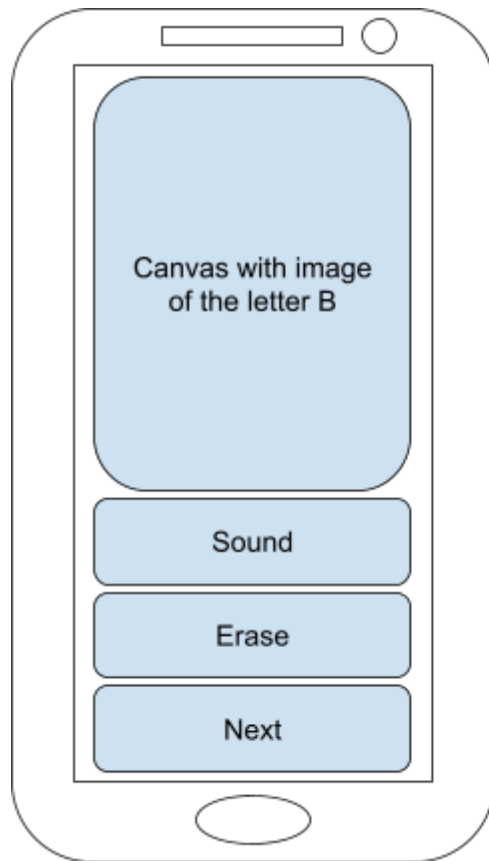 Canvas with image
of the letter B
Sound
Erase
Next